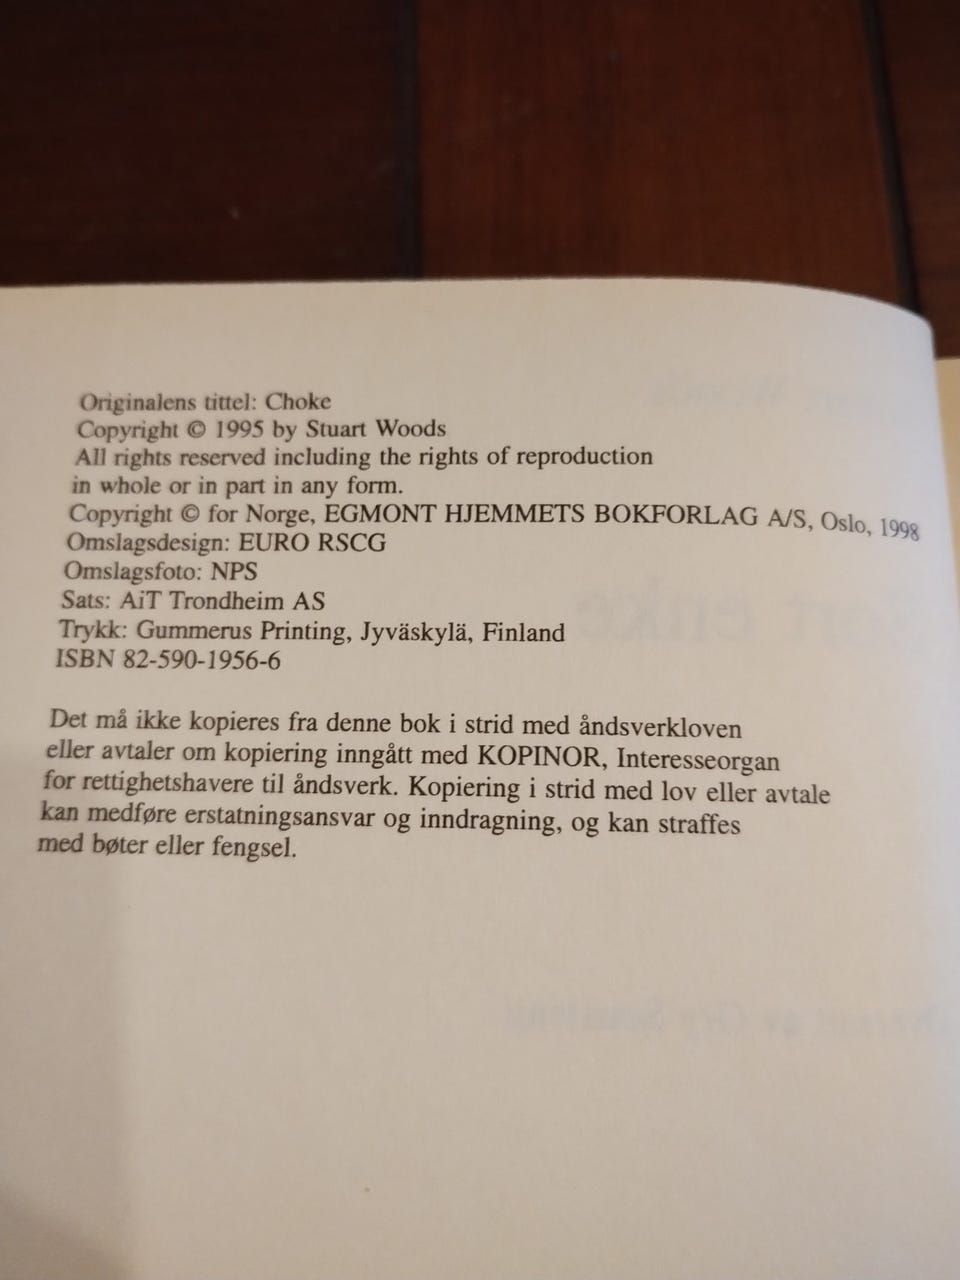 Originalens tittel: Choke
Copyright © 1995 by Stuart Woods
All rights reserved including the rights of reproduction
in whole or in part in any form.
Copyright © for Norge, EGMONT HJEMMETS BOKFORLAG A/S, Oslo, 1998
Omslagsdesign: EURO RSCG
Omslagsfoto: NPS
Sats: AiT Trondheim AS
Trykk: Gummerus Printing, Jyväskylä, Finland
ISBN 82-590-1956-6
Det må ikke kopieres fra denne bok i strid med åndsverkloven
eller avtaler om kopiering inngått med KOPINOR, Interesseorgan
for rettighetshavere til åndsverk. Kopiering i strid med lov eller avtale
kan medføre erstatningsansvar og inndragning, og kan straffes
med bøter eller fengsel.